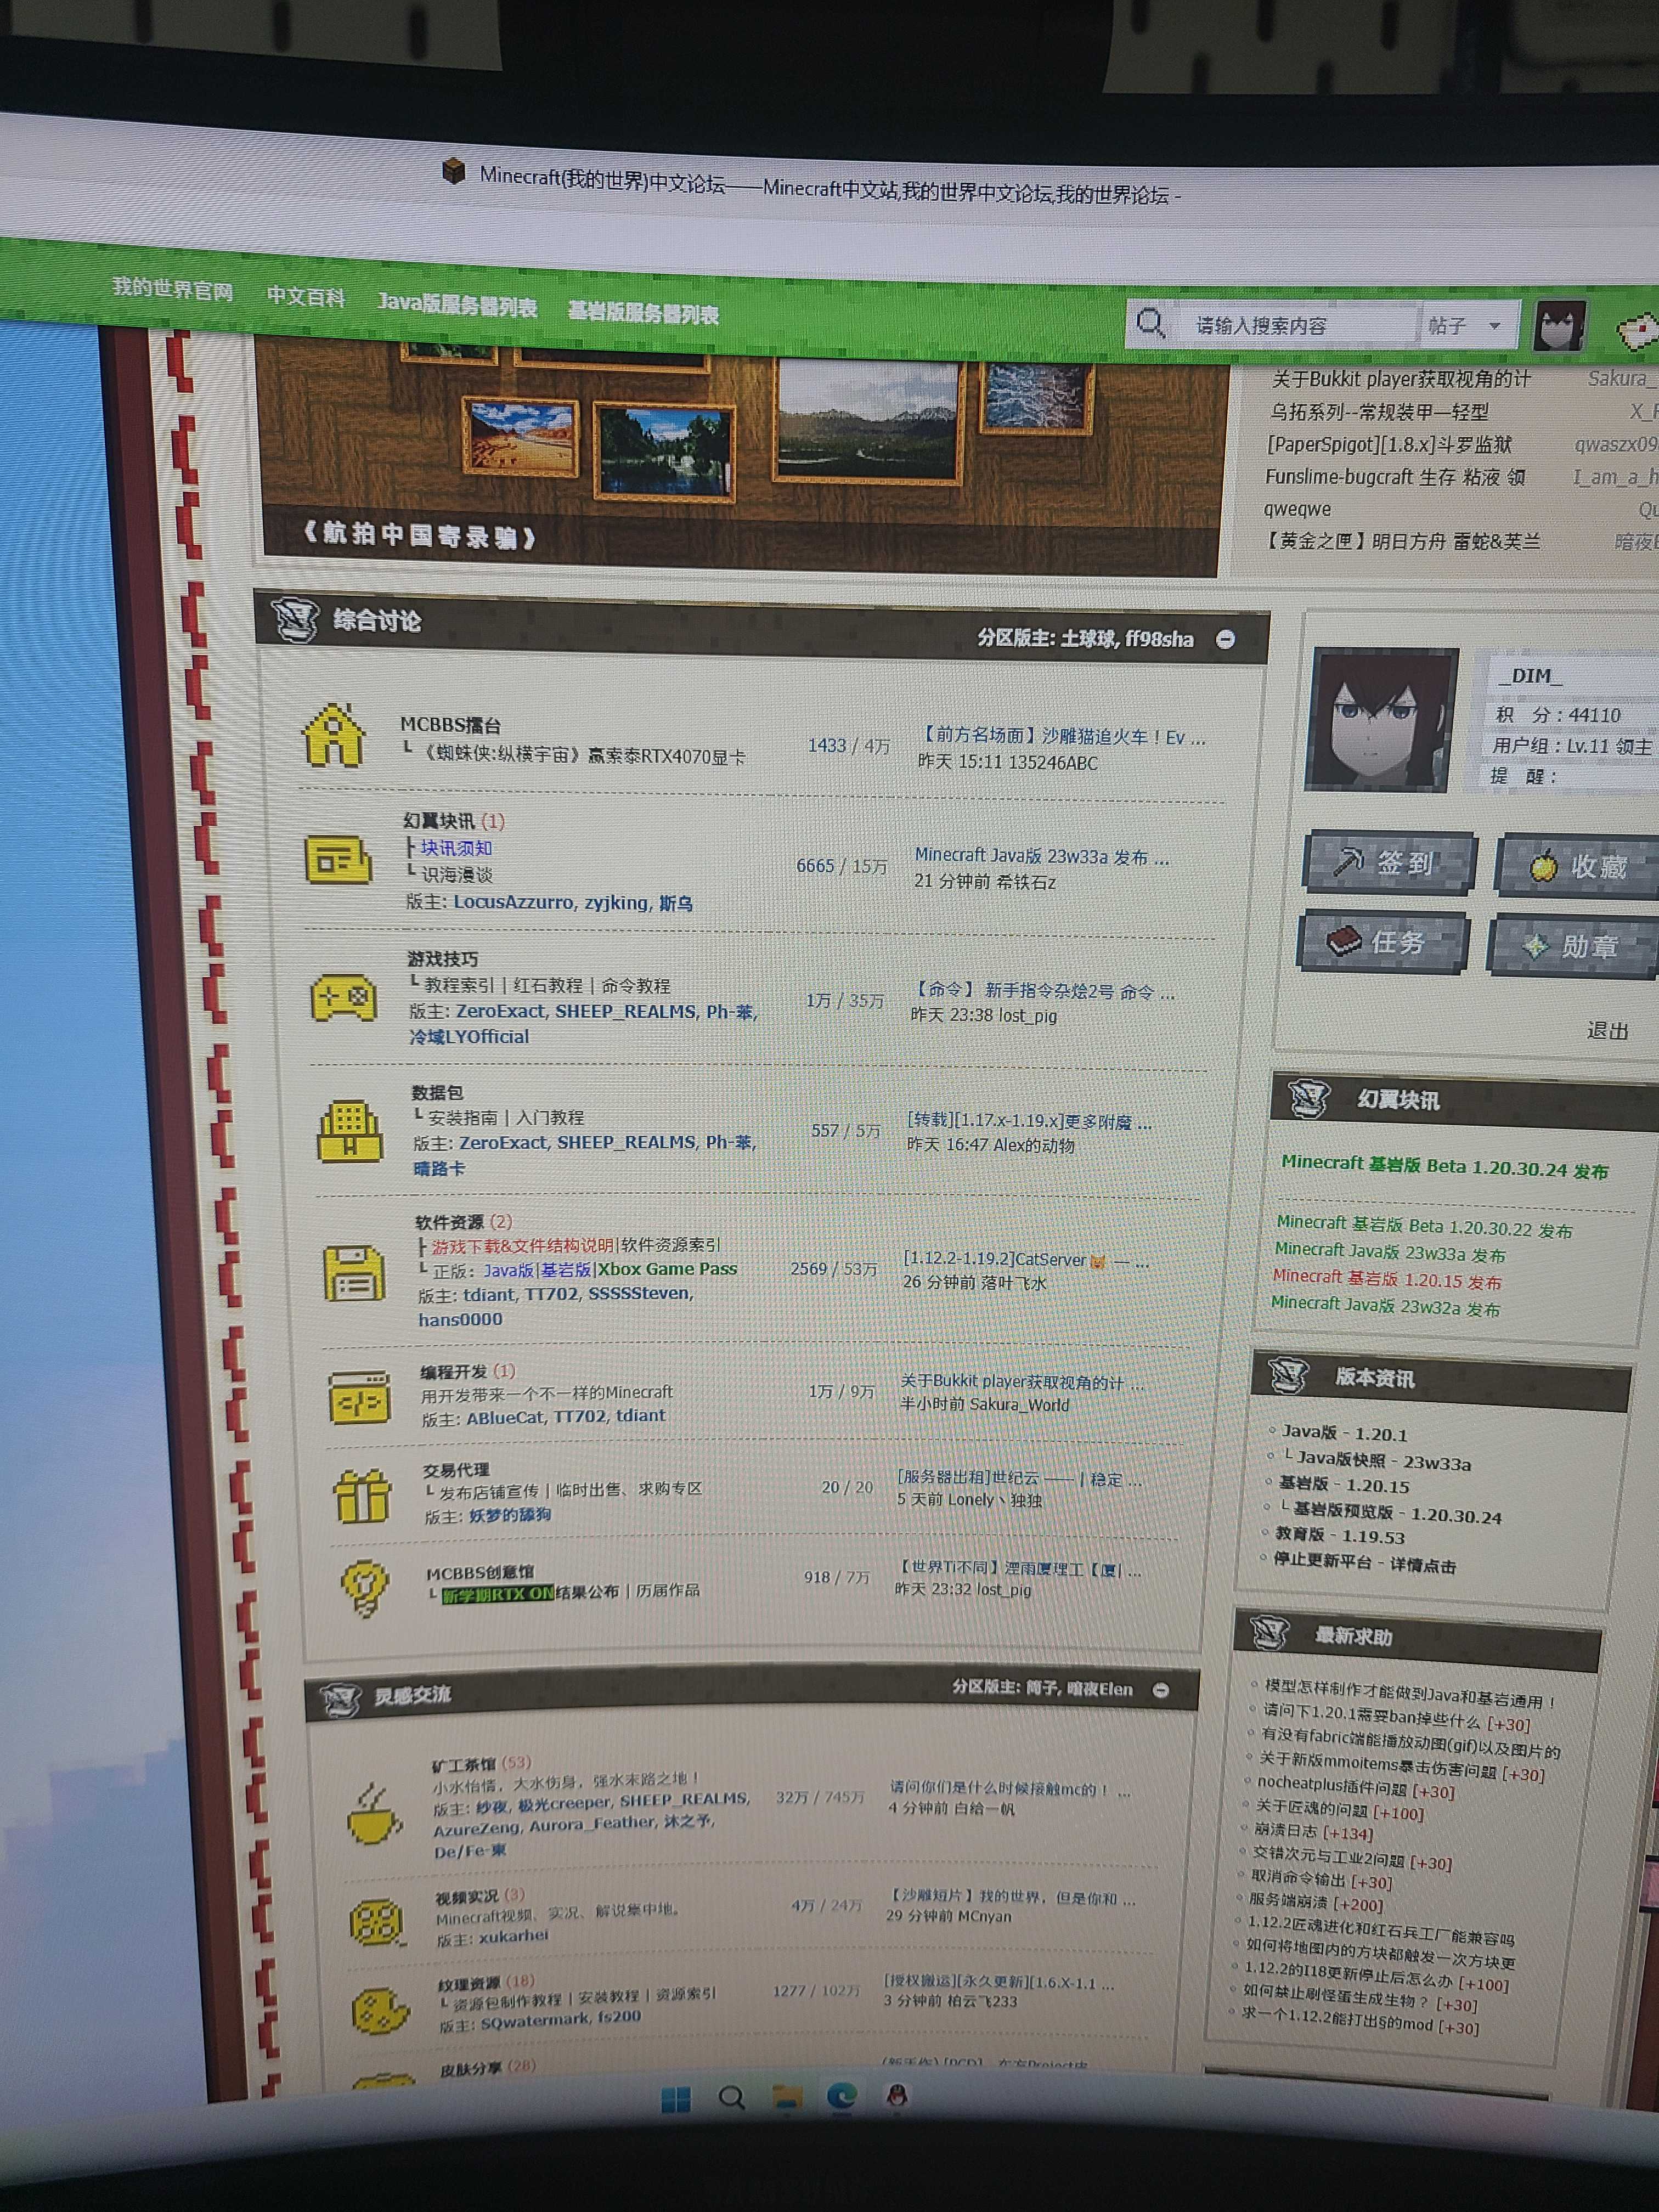 Minecraft(我的世界)中文论坛——Minecraft中文站,我的世界中文论坛,我的世界论坛 -
我的世界官网 中文百科 Java版服务器列表 基岩版服务器列表
请输入搜索内容 帖子
关于Bukkit player获取视角的计 Sakura_
乌拓系列--常规装甲—轻型
[PaperSpigot][1.8.x]斗罗监狱 qwaszx09
Funslime-bugcraft 生存 粘液 领 I_am_a_h
qweqwe
【黄金之匣】明日方舟 雷蛇&芙兰
《航拍中国寄录骗》
综合讨论
分区版主: 土球球, ff98sha
MCBBS擂台
└ 《蜘蛛侠:纵横宇宙》赢索泰RTX4070显卡
1433 / 4万
【前方名场面】沙雕猫追火车！Ev ...
昨天 15:11 135246ABC
幻翼块讯 (1)
├ 块讯须知
└ 识海漫谈
版主: LocusAzzurro, zyjking, 斯乌
6665 / 15万
Minecraft Java版 23w33a 发布 ...
21 分钟前 希铁石z
游戏技巧
└ 教程索引 | 红石教程 | 命令教程
版主: ZeroExact, SHEEP_REALMS, Ph-苯,
冷域LYOfficial
1万 / 35万
【命令】 新手指令杂烩2号 命令 ...
昨天 23:38 lost_pig
数据包
└ 安装指南 | 入门教程
版主: ZeroExact, SHEEP_REALMS, Ph-苯,
晴路卡
557 / 5万
[转载][1.17.x-1.19.x]更多附魔 ...
昨天 16:47 Alex的动物
软件资源 (2)
├ 游戏下载&文件结构说明|软件资源索引
└ 正版: Java版|基岩版|Xbox Game Pass
版主: tdiant, TT702, SSSSSteven,
hans0000
2569 / 53万
[1.12.2-1.19.2]CatServer🐱 — ...
26 分钟前 落叶飞水
编程开发 (1)
用开发带来一个不一样的Minecraft
版主: ABlueCat, TT702, tdiant
1万 / 9万
关于Bukkit player获取视角的计 ...
半小时前 Sakura_World
交易代理
└ 发布店铺宣传 | 临时出售、求购专区
版主: 妖梦的舔狗
20 / 20
[服务器出租]世纪云 —— | 稳定 ...
5 天前 Lonely丶独独
MCBBS创意馆
└ 新学期RTX ON结果公布 | 历届作品
918 / 7万
【世界Ti不同】湮雨厦理工【厦| ...
昨天 23:32 lost_pig
灵感交流
分区版主: 筒子, 暗夜Elen
矿工茶馆 (53)
小水怡情，大水伤身，强水末路之地！
版主: 纱夜, 极光creeper, SHEEP_REALMS,
AzureZeng, Aurora_Feather, 沐之予,
De/Fe-東
32万 / 745万
请问你们是什么时候接触mc的！ ...
4 分钟前 白给一帆
视频实况 (3)
Minecraft视频、实况、解说集中地。
版主: xukarhei
4万 / 24万
【沙雕短片】我的世界，但是你和 ...
29 分钟前 MCnyan
纹理资源 (18)
└ 资源包制作教程 | 安装教程 | 资源索引
版主: SQwatermark, fs200
1277 / 102万
[授权搬运][永久更新][1.6.X-1.1 ...
3 分钟前 柏云飞233
皮肤分享 (28)
_DIM_
积 分 : 44110
用户组 : Lv.11 领主
提 醒 :
签到 收藏
任务 勋章
退出
幻翼块讯
Minecraft 基岩版 Beta 1.20.30.24 发布
Minecraft 基岩版 Beta 1.20.30.22 发布
Minecraft Java版 23w33a 发布
Minecraft 基岩版 1.20.15 发布
Minecraft Java版 23w32a 发布
版本资讯
Java版 - 1.20.1
└ Java版快照 - 23w33a
基岩版 - 1.20.15
└ 基岩版预览版 - 1.20.30.24
教育版 - 1.19.53
停止更新平台 - 详情点击
最新求助
模型怎样制作才能做到Java和基岩通用！
请问下1.20.1需要ban掉些什么 [+30]
有没有fabric端能播放动图(gif)以及图片的
关于新版mmoitems暴击伤害问题 [+30]
nocheatplus插件问题 [+30]
关于匠魂的问题 [+100]
崩溃日志 [+134]
交错次元与工业2问题 [+30]
取消命令输出 [+30]
服务端崩溃 [+200]
1.12.2匠魂进化和红石兵工厂能兼容吗
如何将地图内的方块都触发一次方块更
1.12.2的I18更新停止后怎么办 [+100]
如何禁止刷怪蛋生成生物？ [+30]
求一个1.12.2能打出§的mod [+30]